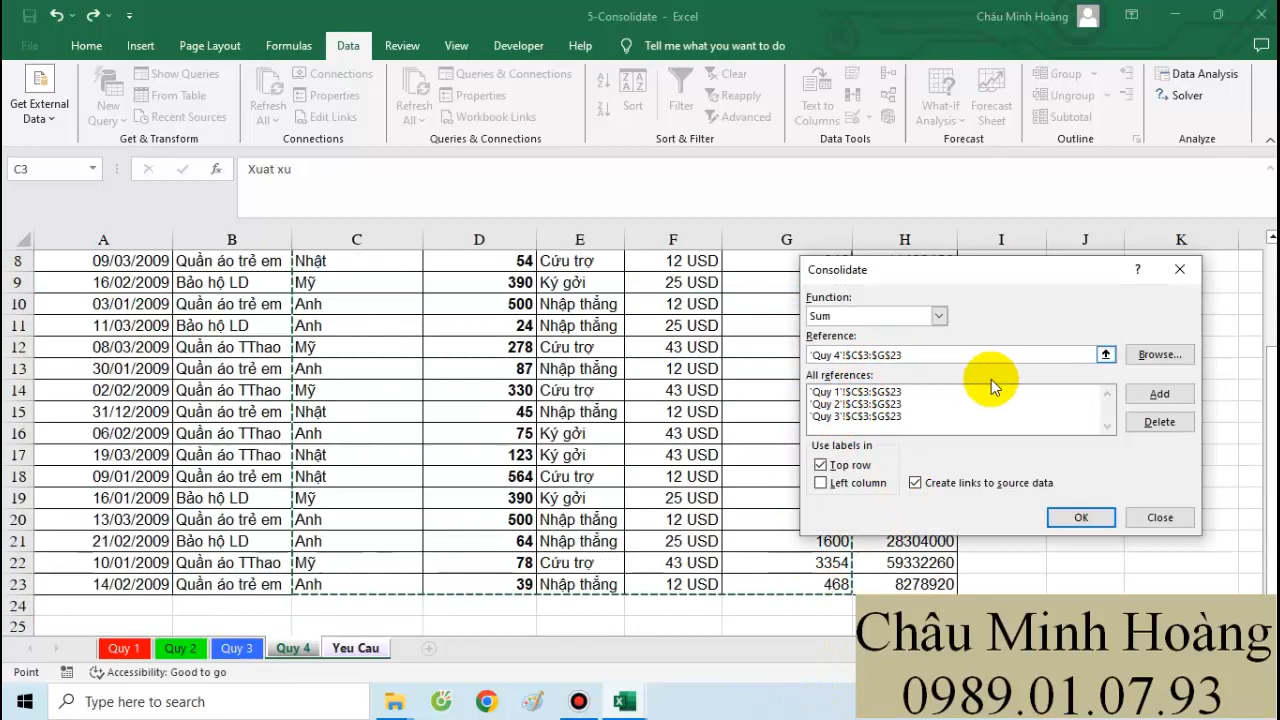 5-Consolidate - Excel
Châu Minh Hoàng
File Home Insert Page Layout Formulas Data Review View Developer Help Tell me what you want to do
Get External Data
New Query
Show Queries
From Table
Recent Sources
Get & Transform
Refresh All
Connections
Properties
Edit Links
Connections
Refresh All
Queries & Connections
Properties
Workbook Links
Queries & Connections
Sort
Filter
Clear
Reapply
Advanced
Sort & Filter
Text to Columns
Data Tools
What-If Analysis
Forecast Sheet
Forecast
Group
Ungroup
Subtotal
Outline
Data Analysis
Solver
Analyze
C3 fx Xuat xu
A B C D E F G H I J K
8 09/03/2009 Quần áo trẻ em Nhật 54 Cứu trợ 12 USD
9 16/02/2009 Bảo hộ LD Mỹ 390 Ký gởi 25 USD
10 03/01/2009 Quần áo trẻ em Anh 500 Nhập thẳng 12 USD
11 11/03/2009 Bảo hộ LD Anh 24 Nhập thẳng 25 USD
12 08/03/2009 Quần áo TThao Mỹ 278 Cứu trợ 43 USD
13 30/01/2009 Quần áo trẻ em Anh 87 Nhập thẳng 12 USD
14 02/02/2009 Quần áo TThao Mỹ 330 Cứu trợ 43 USD
15 31/12/2009 Quần áo trẻ em Nhật 45 Nhập thẳng 12 USD
16 06/02/2009 Quần áo TThao Anh 75 Ký gởi 43 USD
17 19/03/2009 Quần áo TThao Nhật 123 Ký gởi 43 USD
18 09/01/2009 Quần áo trẻ em Nhật 564 Cứu trợ 12 USD
19 16/01/2009 Bảo hộ LD Mỹ 390 Ký gởi 25 USD
20 13/03/2009 Quần áo trẻ em Anh 500 Nhập thẳng 12 USD
21 21/02/2009 Bảo hộ LD Anh 64 Nhập thẳng 25 USD 1600 28304000
22 10/01/2009 Quần áo TThao Mỹ 78 Cứu trợ 43 USD 3354 59332260
23 14/02/2009 Quần áo trẻ em Anh 39 Nhập thẳng 12 USD 468 8278920
24
25
Consolidate ?
Function:
Sum
Reference:
'Quy 4'!$C$3:$G$23
Browse...
All references:
'Quy 1'!$C$3:$G$23
'Quy 2'!$C$3:$G$23
'Quy 3'!$C$3:$G$23
Add
Delete
Use labels in
Top row
Left column
Create links to source data
OK Close
Quy 1 Quy 2 Quy 3 Quy 4 Yeu Cau
Point Accessibility: Good to go
Type here to search
Châu Minh Hoàng
0989.01.07.93